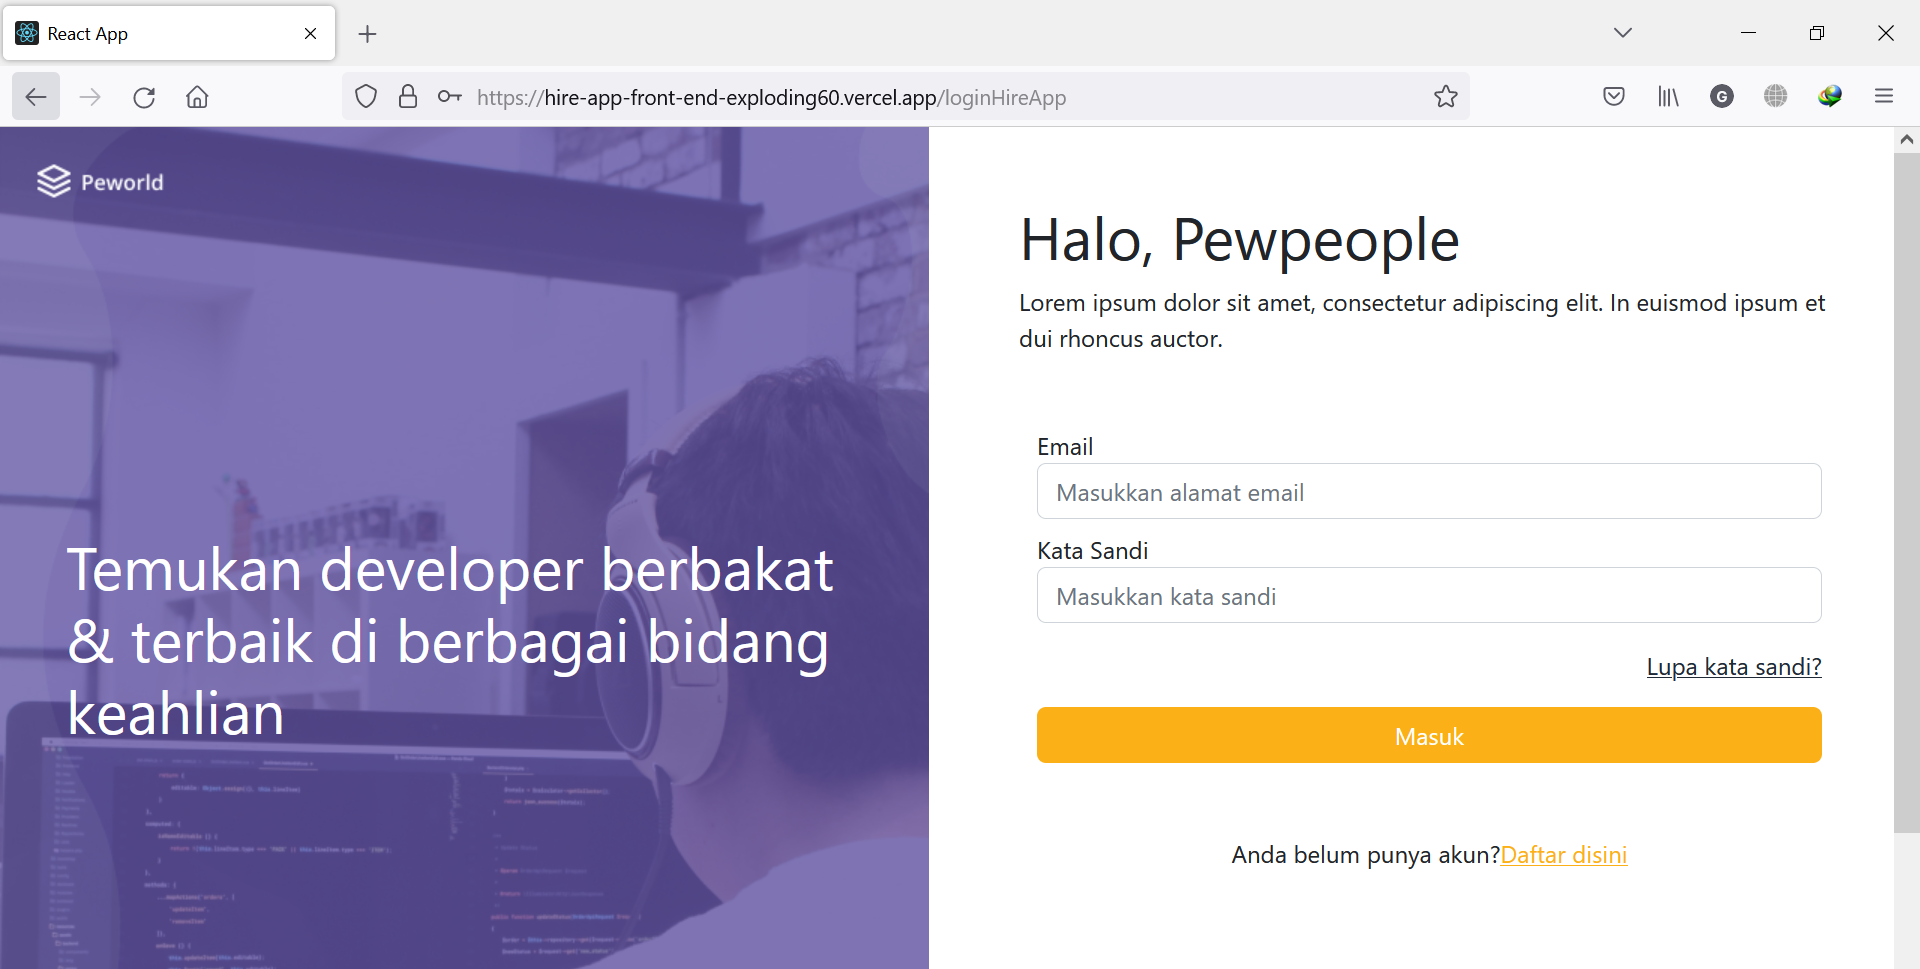 React App
https://hire-app-front-end-exploding60.vercel.app/loginHireApp
G
Peworld
Temukan developer berbakat
& terbaik di berbagai bidang
keahlian
Halo, Pewpeople
Lorem ipsum dolor sit amet, consectetur adipiscing elit. In euismod ipsum et
dui rhoncus auctor.
Email
Masukkan alamat email
Kata Sandi
Masukkan kata sandi
Lupa kata sandi?
Masuk
Anda belum punya akun?Daftar disini